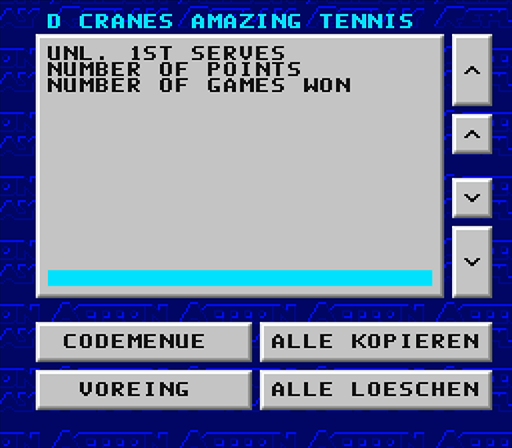 D CRANES AMAZING TENNIS
UNL. 1ST SERVES
NUMBER OF POINTS
NUMBER OF GAMES WON
CODEMENUE
ALLE KOPIEREN
VOREING
ALLE LOESCHEN